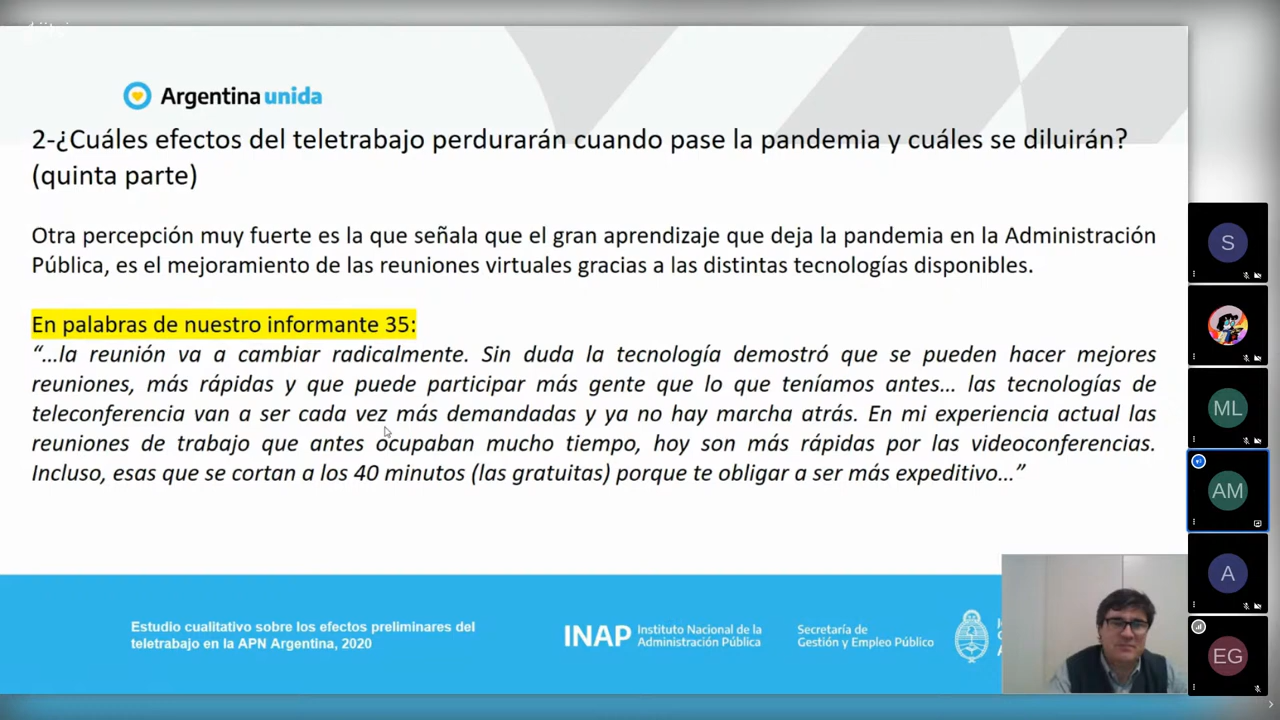 Argentina unida
2-¿Cuáles efectos del teletrabajo perdurarán cuando pase la pandemia y cuáles se diluirán?
(quinta parte)
Otra percepción muy fuerte es la que señala que el gran aprendizaje que deja la pandemia en la Administración
Pública, es el mejoramiento de las reuniones virtuales gracias a las distintas tecnologías disponibles.
En palabras de nuestro informante 35:
“…la reunión va a cambiar radicalmente. Sin duda la tecnología demostró que se pueden hacer mejores
reuniones, más rápidas y que puede participar más gente que lo que teníamos antes… las tecnologías de
teleconferencia van a ser cada vez más demandadas y ya no hay marcha atrás. En mi experiencia actual las
reuniones de trabajo que antes ocupaban mucho tiempo, hoy son más rápidas por las videoconferencias.
Incluso, esas que se cortan a los 40 minutos (las gratuitas) porque te obligar a ser más expeditivo…”
Estudio cualitativo sobre los efectos preliminares del
teletrabajo en la APN Argentina, 2020
INAP
Instituto Nacional de la
Administración Pública
Secretaría de
Gestión y Empleo Público
S
ML
AM
A
EG